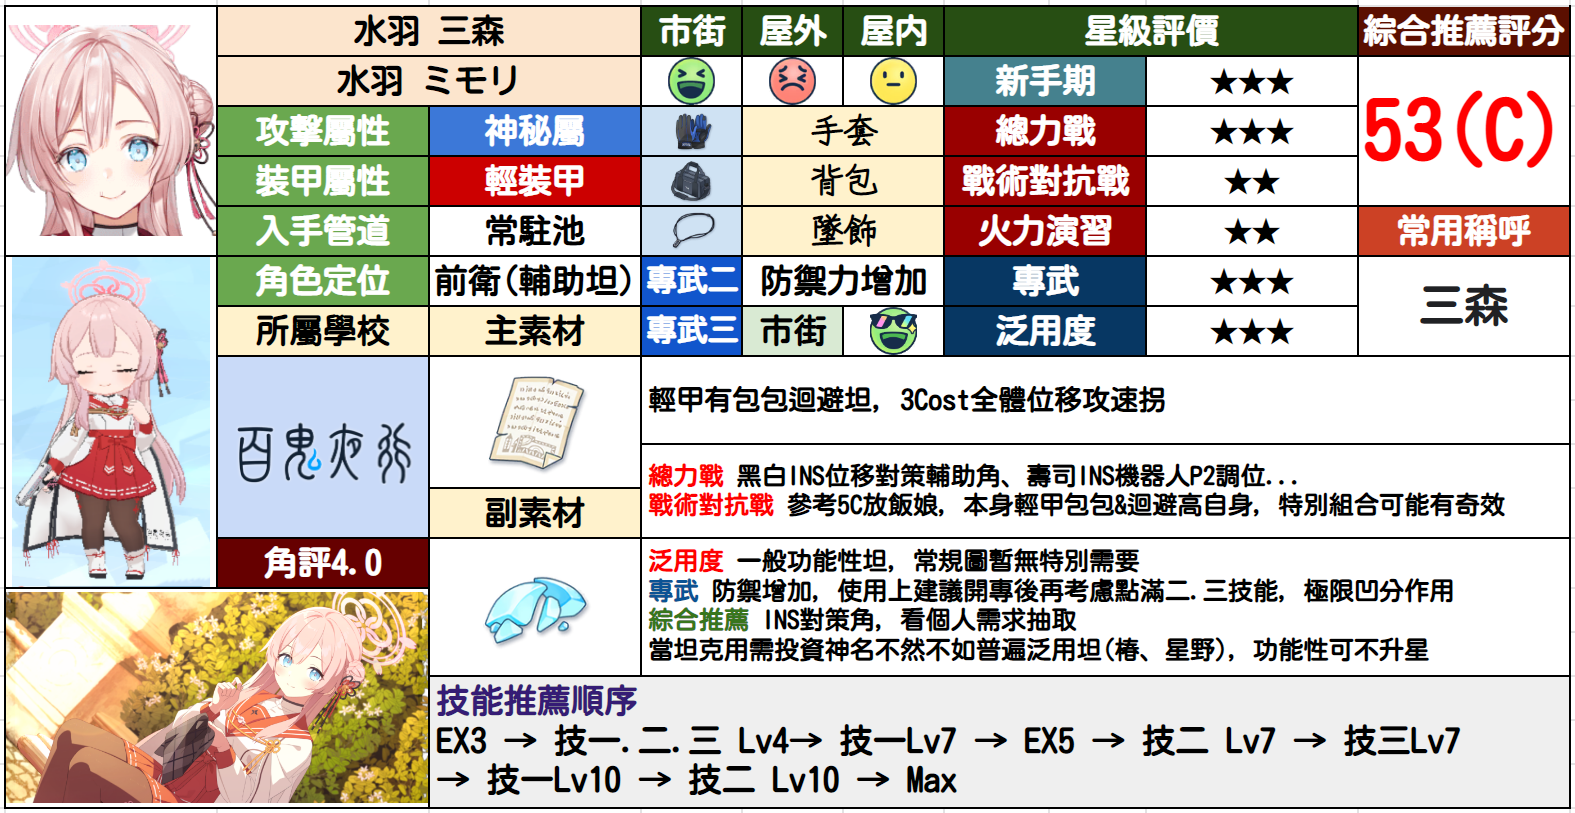 水羽 三森
市街 屋外 屋內 星級評價 綜合推薦評分
水羽 ミモリ
新手期 ★★★
53(C)
攻擊屬性 神秘屬 手套 總力戰 ★★★
裝甲屬性 輕裝甲 背包 戰術對抗戰 ★★
入手管道 常駐池 墜飾 火力演習 ★★ 常用稱呼
角色定位 前衛(輔助坦) 專武二 防禦力增加 專武 ★★★
三森
所屬學校 主素材 專武三 市街 泛用度 ★★★
百鬼夜行
輕甲有包包迴避坦, 3Cost全體位移攻速拐
總力戰 黑白INS位移對策輔助角、壽司INS機器人P2調位...
戰術對抗戰 參考5C放飯娘, 本身輕甲包包&迴避高自身, 特別組合可能有奇效
副素材
角評4.0
泛用度 一般功能性坦, 常規圖暫無特別需要
專武 防禦增加, 使用上建議開專後再考慮點滿二.三技能, 極限凹分作用
綜合推薦 INS對策角, 看個人需求抽取
當坦克用需投資神名不然不如普遍泛用坦(椿、星野), 功能性可不升星
技能推薦順序
EX3 → 技一.二.三 Lv4→ 技一Lv7 → EX5 → 技二 Lv7 → 技三Lv7
→ 技一Lv10 → 技二 Lv10 → Max